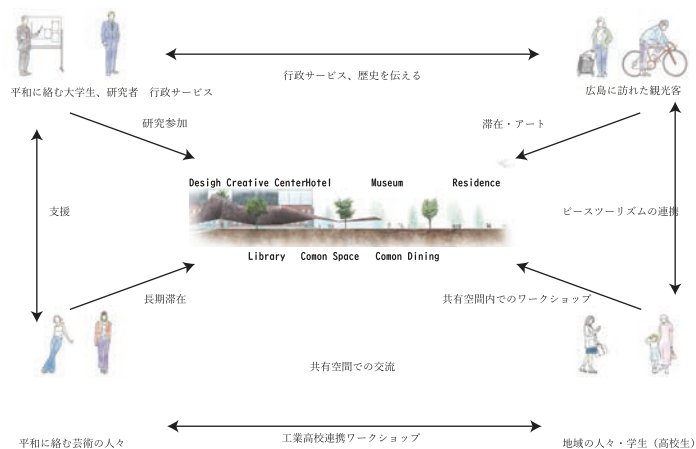 行政サービス、歴史を伝える
平和に絡む大学生、研究者　行政サービス
広島に訪れた観光客
研究参加
滞在・アート
Desigh Creative CenterHotel Museum Residence
支援
ピースツーリズムの連携
Library Comon Space Comon Dining
長期滞在
共有空間内でのワークショップ
共有空間での交流
平和に絡む芸術の人々
工業高校連携ワークショップ
地域の人々・学生（高校生）